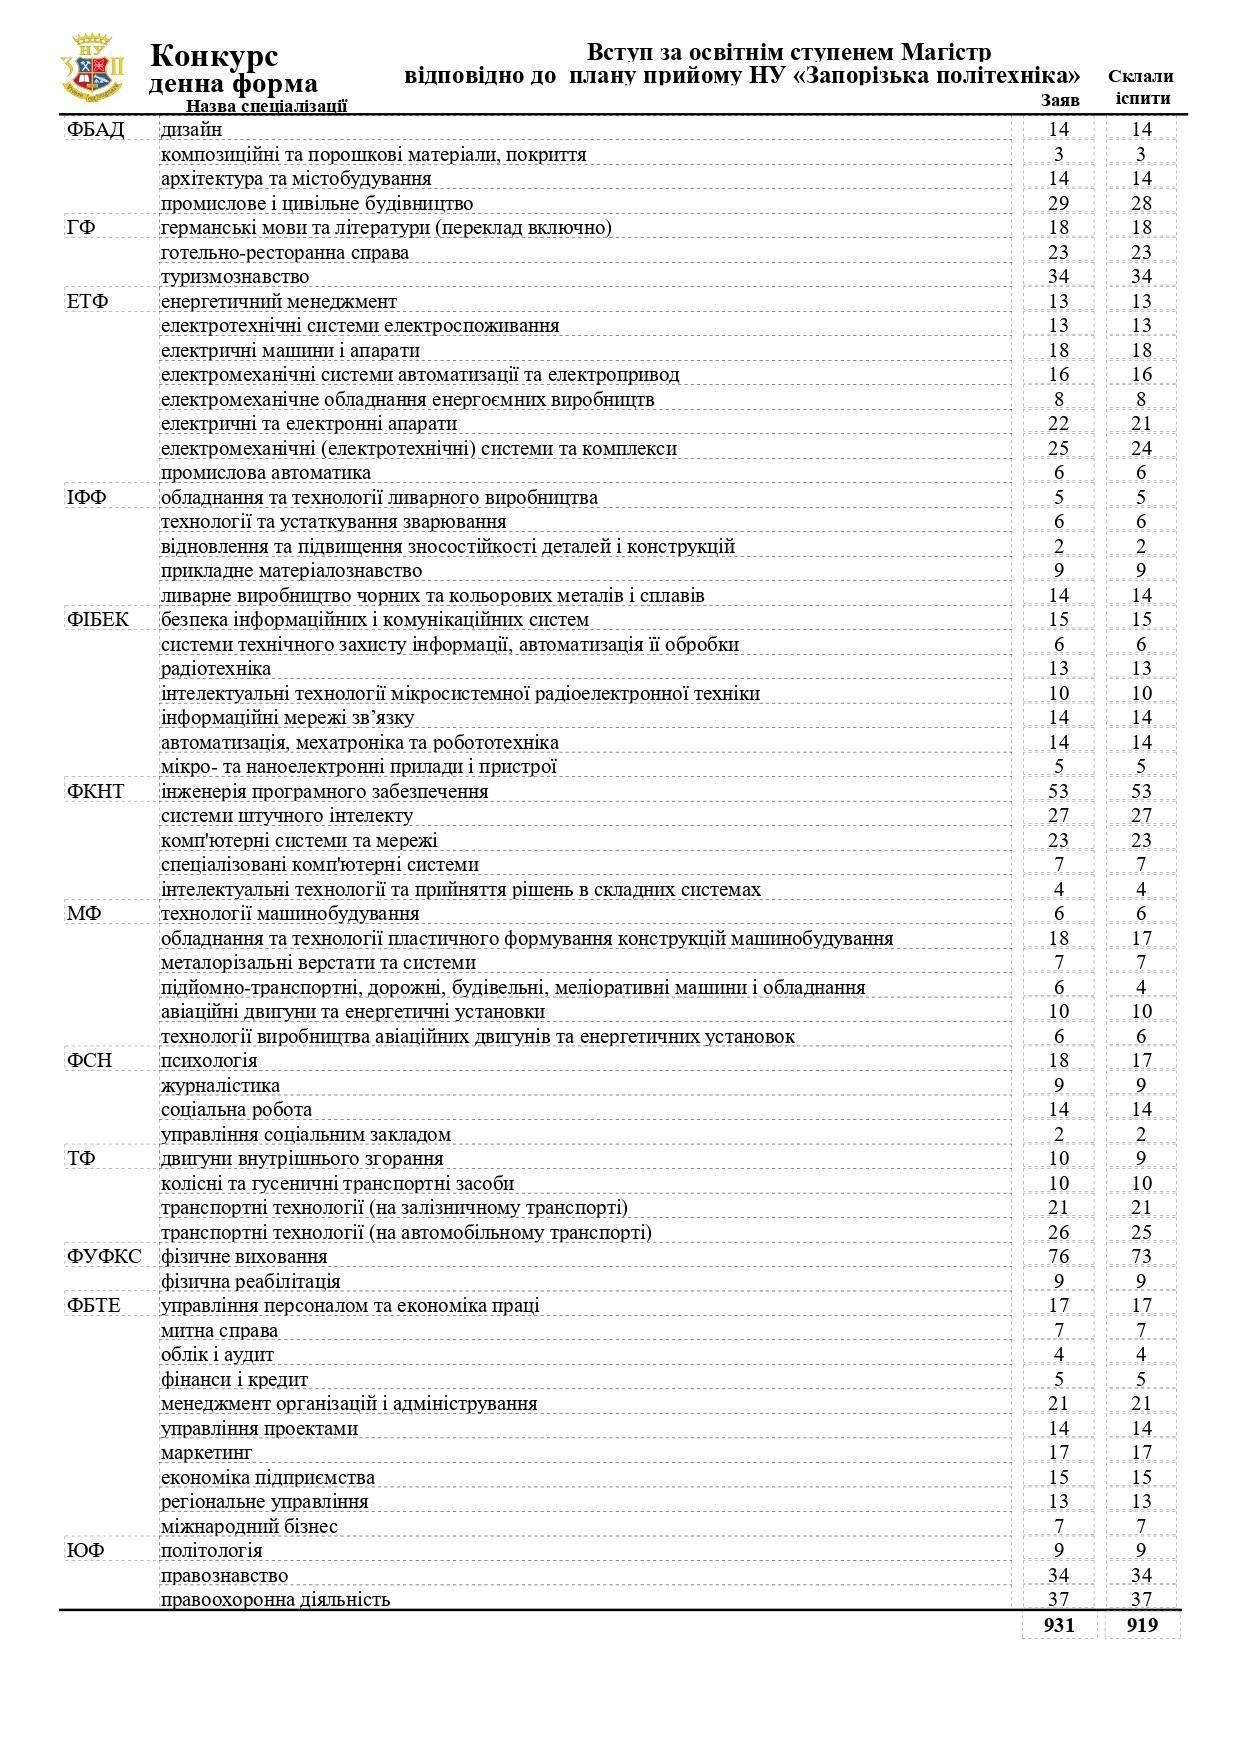 Конкурс
денна форма
Назва спеціалізації
Вступ за освітнім ступенем Магістр
відповідно до плану прийому НУ «Запорізька політехніка»
Заяв
Склали
іспити
ФБАД дизайн 14 14
композиційні та порошкові матеріали, покриття 3 3
архітектура та містобудування 14 14
промислове і цивільне будівництво 29 28
ГФ германські мови та літератури (переклад включно) 18 18
готельно-ресторанна справа 23 23
туризмознавство 34 34
ЕТФ енергетичний менеджмент 13 13
електротехнічні системи електроспоживання 13 13
електричні машини і апарати 18 18
електромеханічні системи автоматизації та електропривод 16 16
електромеханічне обладнання енергоємних виробництв 8 8
електричні та електронні апарати 22 21
електромеханічні (електротехнічні) системи та комплекси 25 24
промислова автоматика 6 6
ІФФ обладнання та технології ливарного виробництва 5 5
технології та устаткування зварювання 6 6
відновлення та підвищення зносостійкості деталей і конструкцій 2 2
прикладне матеріалознавство 9 9
ливарне виробництво чорних та кольорових металів і сплавів 14 14
ФІБЕК безпека інформаційних і комунікаційних систем 15 15
системи технічного захисту інформації, автоматизація її обробки 6 6
радіотехніка 13 13
інтелектуальні технології мікросистемної радіоелектронної техніки 10 10
інформаційні мережі зв’язку 14 14
автоматизація, мехатроніка та робототехніка 14 14
мікро- та наноелектронні прилади і пристрої 5 5
ФКНТ інженерія програмного забезпечення 53 53
системи штучного інтелекту 27 27
комп'ютерні системи та мережі 23 23
спеціалізовані комп'ютерні системи 7 7
інтелектуальні технології та прийняття рішень в складних системах 4 4
МФ технології машинобудування 6 6
обладнання та технології пластичного формування конструкцій машинобудування 18 17
металорізальні верстати та системи 7 7
підйомно-транспортні, дорожні, будівельні, меліоративні машини і обладнання 6 4
авіаційні двигуни та енергетичні установки 10 10
технології виробництва авіаційних двигунів та енергетичних установок 6 6
ФСН психологія 18 17
журналістика 9 9
соціальна робота 14 14
управління соціальним закладом 2 2
ТФ двигуни внутрішнього згорання 10 9
колісні та гусеничні транспортні засоби 10 10
транспортні технології (на залізничному транспорті) 21 21
транспортні технології (на автомобільному транспорті) 26 25
ФУФКС фізичне виховання 76 73
фізична реабілітація 9 9
ФБТЕ управління персоналом та економіка праці 17 17
митна справа 7 7
облік і аудит 4 4
фінанси і кредит 5 5
менеджмент організацій і адміністрування 21 21
управління проектами 14 14
маркетинг 17 17
економіка підприємства 15 15
регіональне управління 13 13
міжнародний бізнес 7 7
ЮФ політологія 9 9
правознавство 34 34
правоохоронна діяльність 37 37
931 919